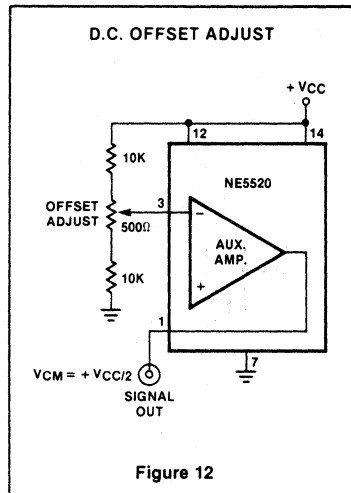 D.C. OFFSET ADJUST
+ VCC
12
14
10K
NE5520
OFFSET
ADJUST
3
500Ω
−
AUX.
AMP.
10K
+
1
VCM = + VCC/2
7
SIGNAL
OUT
Figure 12